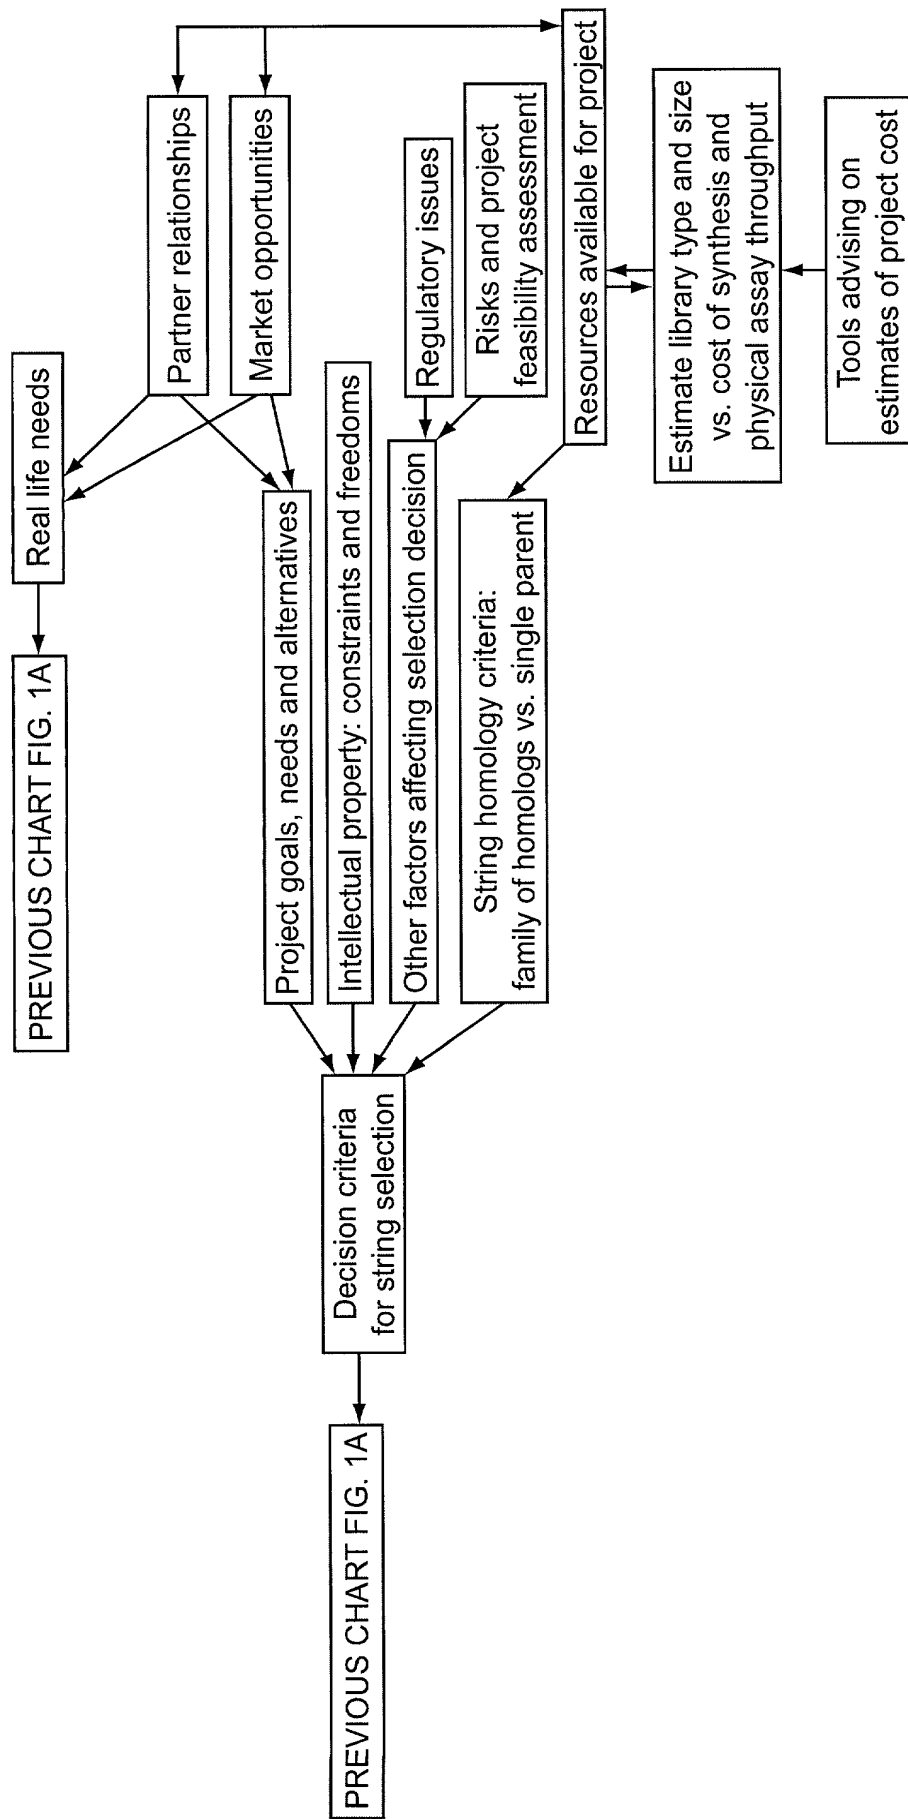 PREVIOUS CHART FIG. 1A
Real life needs
Partner relationships
Market opportunities
Project goals, needs and alternatives
Intellectual property: constraints and freedoms
PREVIOUS CHART FIG. 1A
Decision criteria
for string selection
Other factors affecting selection decision
Regulatory issues
Risks and project
feasibility assessment
String homology criteria:
family of homologs vs. single parent
Resources available for project
Estimate library type and size
vs. cost of synthesis and
physical assay throughput
Tools advising on
estimates of project cost